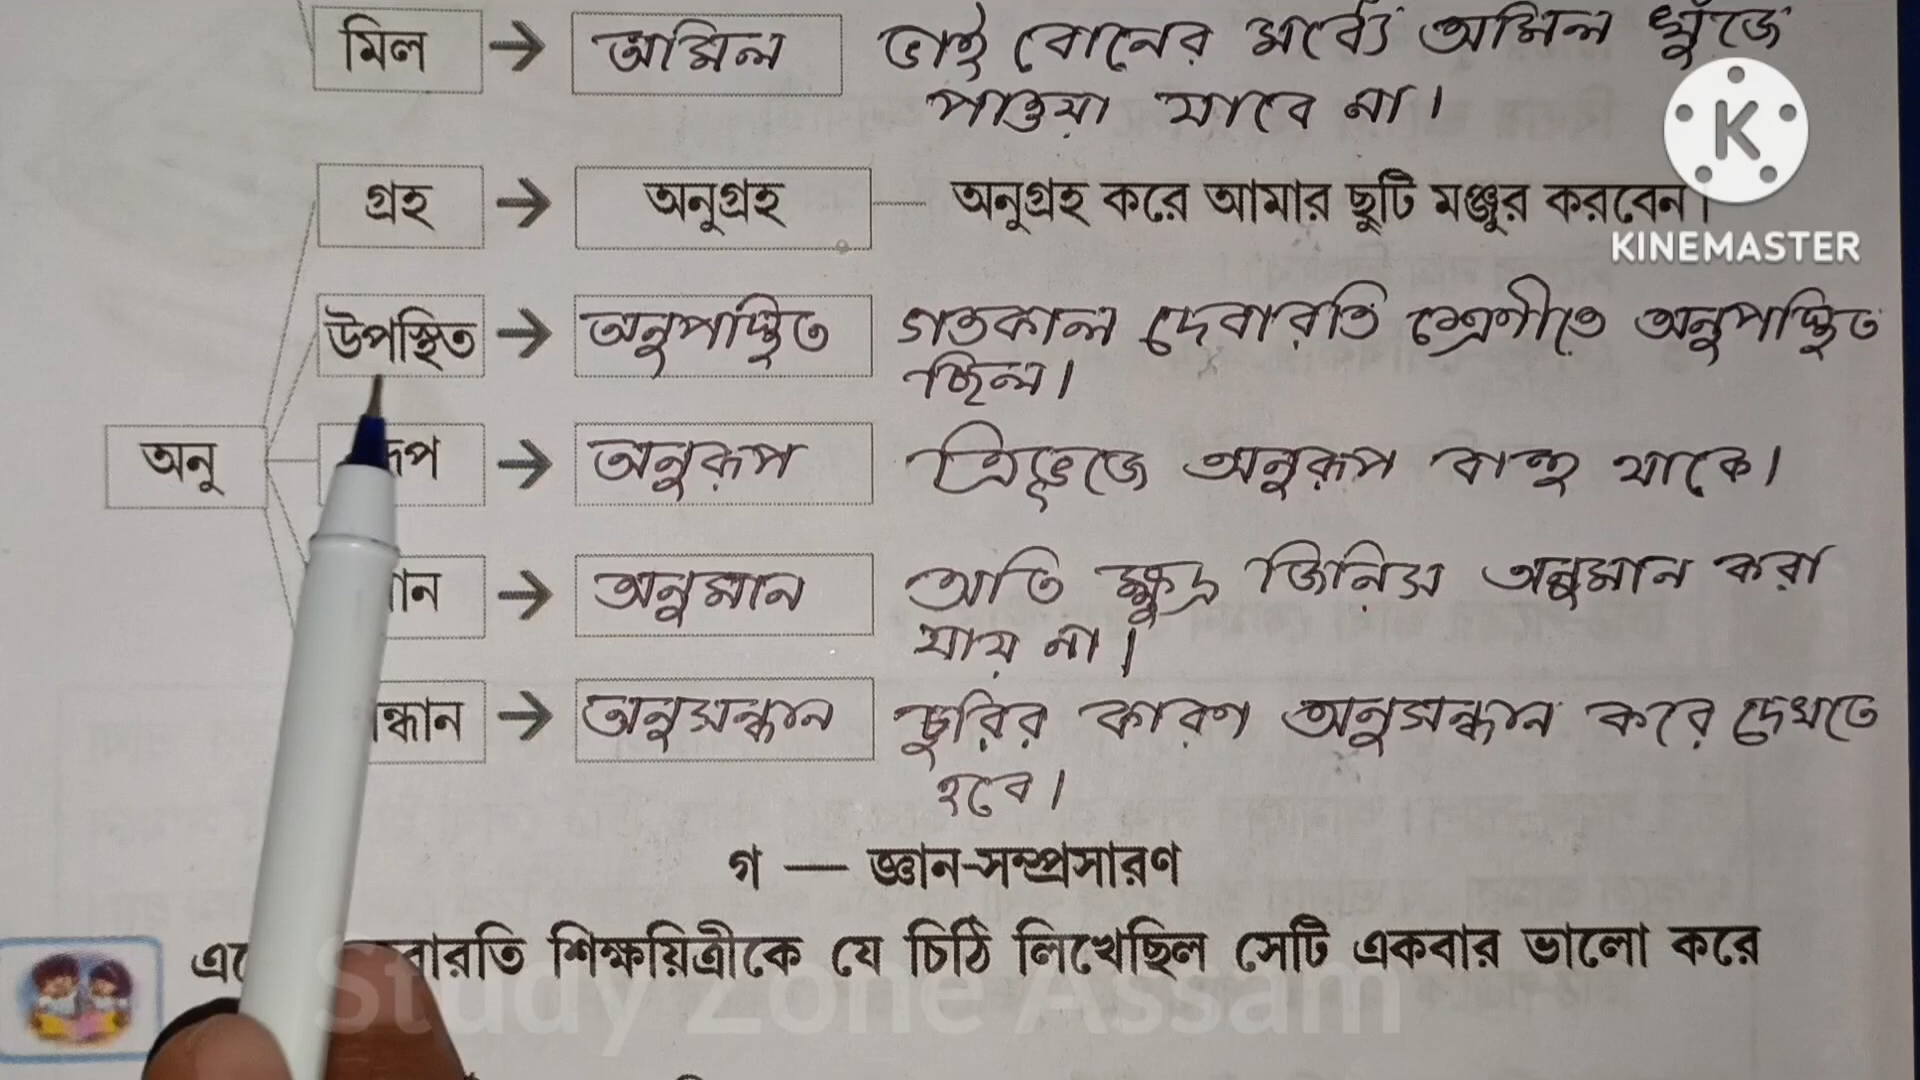 মিল → অমিল ভাই বোনের মধ্যে অমিল খুঁজে
পাওয়া যাবে না।
গ্রহ → অনুগ্রহ — অনুগ্রহ করে আমার ছুটি মঞ্জুর করবেন।
KINEMASTER
উপস্থিত → অনুপস্থিত গতকাল দেবারতি শ্রেণীতে অনুপস্থিত
ছিল।
অনু রূপ → অনুরূপ ত্রিভুজে অনুরূপ বাহু থাকে।
মান → অনুমান অতি ক্ষুদ্র জিনিস অনুমান করা
যায় না।
ন্ধান → অনুসন্ধান চুরির কারণ অনুসন্ধান করে দেখতে
হবে।
গ — জ্ঞান-সম্প্রসারণ
বারতি শিক্ষয়িত্রীকে যে চিঠি লিখেছিল সেটি একবার ভালো করে
Study Zone Assam